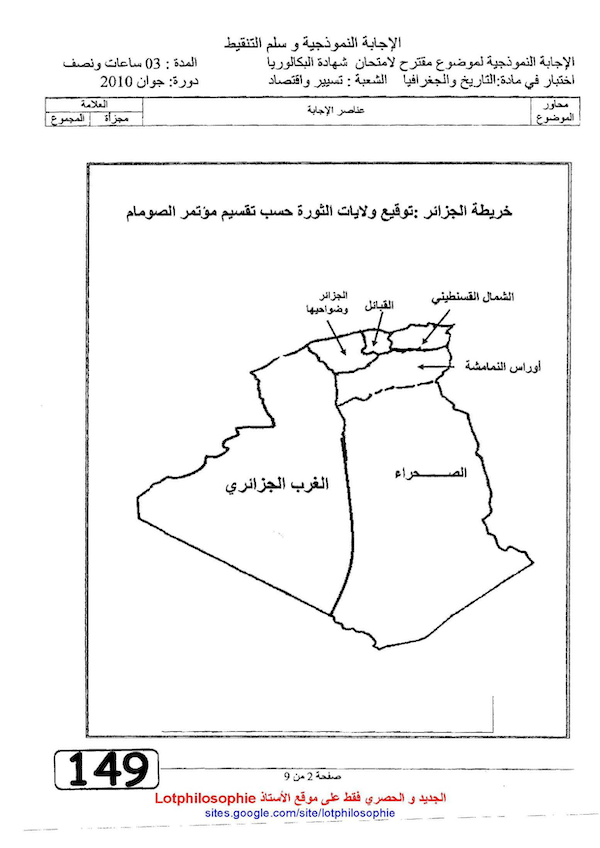 الإجابة النموذجية و سلم التنقيط
الإجابة النموذجية لموضوع مقترح لامتحان شهادة البكالوريا المدة : 03 ساعات ونصف
اختبار في مادة:التاريخ والجغرافيا الشعبة : تسيير واقتصاد دورة: جوان 2010
محاور الموضوع
عناصر الإجابة
العلامة
مجزأة المجموع
خريطة الجزائر :توقيع ولايات الثورة حسب تقسيم مؤتمر الصومام
الشمال القسنطيني
القبائل
الجزائر
وضواحيها
أوراس النمامشة
الصـــــحراء
الغرب الجزائري
149
صفحة 2 من 9
الجديد و الحصري فقط على موقع الأستاذ Lotphilosophie
sites.google.com/site/lotphilosophie